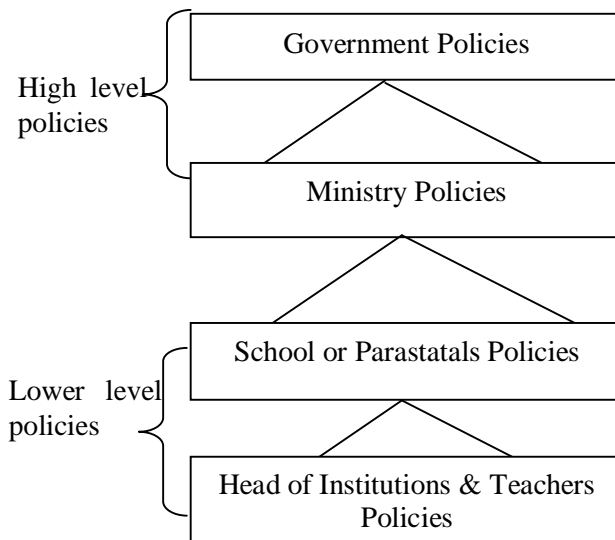 Government Policies
High level
policies
Ministry Policies
School or Parastatals Policies
Lower level
policies
Head of Institutions & Teachers
Policies